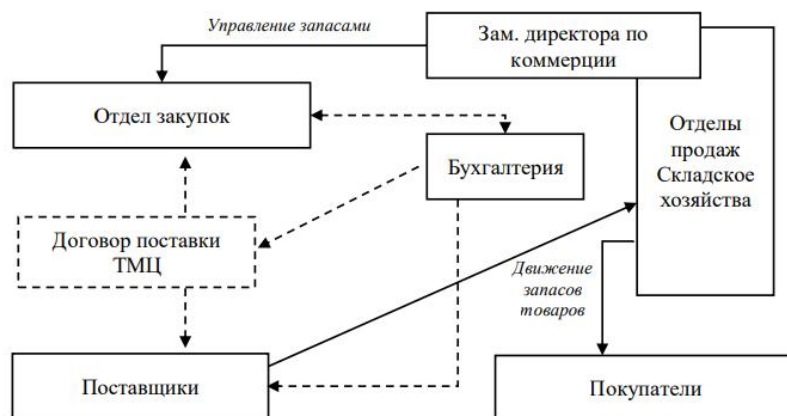 Управление запасами
Зам. директора по
коммерции
Отдел закупок
Бухгалтерия
Отделы
продаж
Складское
хозяйства
Договор поставки
ТМЦ
Движение
запасов
товаров
Поставщики
Покупатели